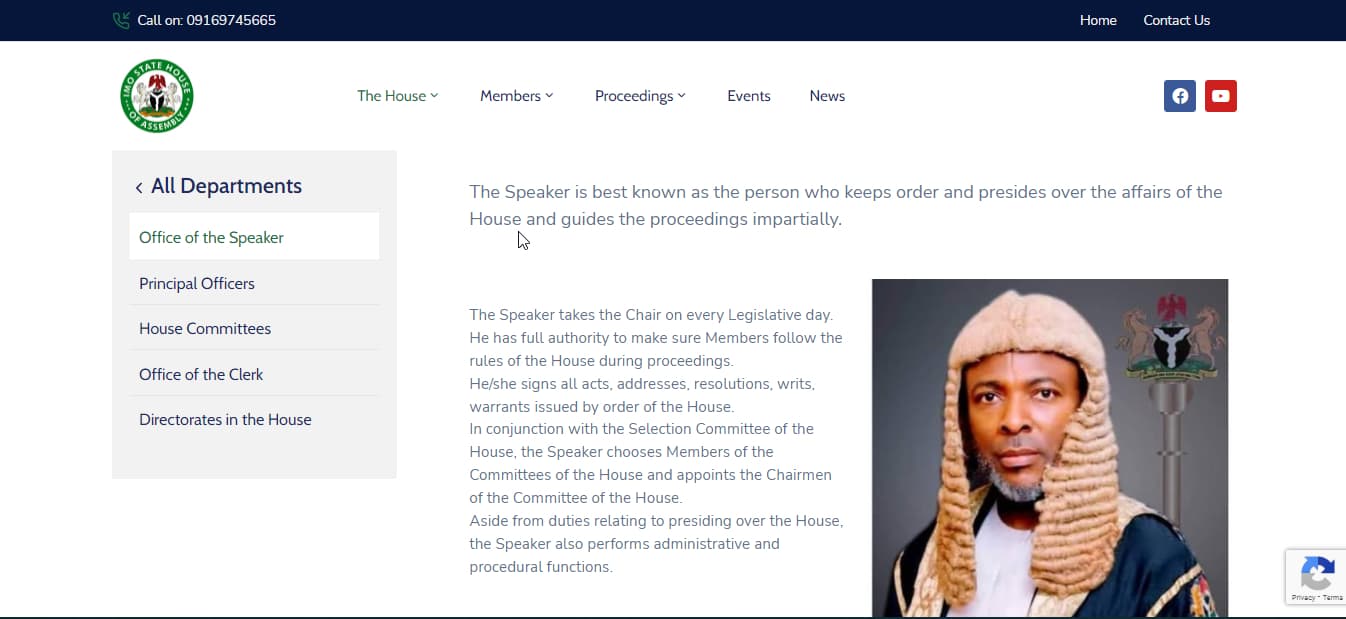 Call on: 09169745665
Home
Contact Us
IMO STATE HOUSE
OF ASSEMBLY
The House
Members
Proceedings
Events
News
All Departments
Office of the Speaker
Principal Officers
House Committees
Office of the Clerk
Directorates in the House
The Speaker is best known as the person who keeps order and presides over the affairs of the
House and guides the proceedings impartially.
The Speaker takes the Chair on every Legislative day.
He has full authority to make sure Members follow the
rules of the House during proceedings.
He/she signs all acts, addresses, resolutions, writs,
warrants issued by order of the House.
In conjunction with the Selection Committee of the
House, the Speaker chooses Members of the
Committees of the House and appoints the Chairmen
of the Committee of the House.
Aside from duties relating to presiding over the House,
the Speaker also performs administrative and
procedural functions.
Privacy - Terms